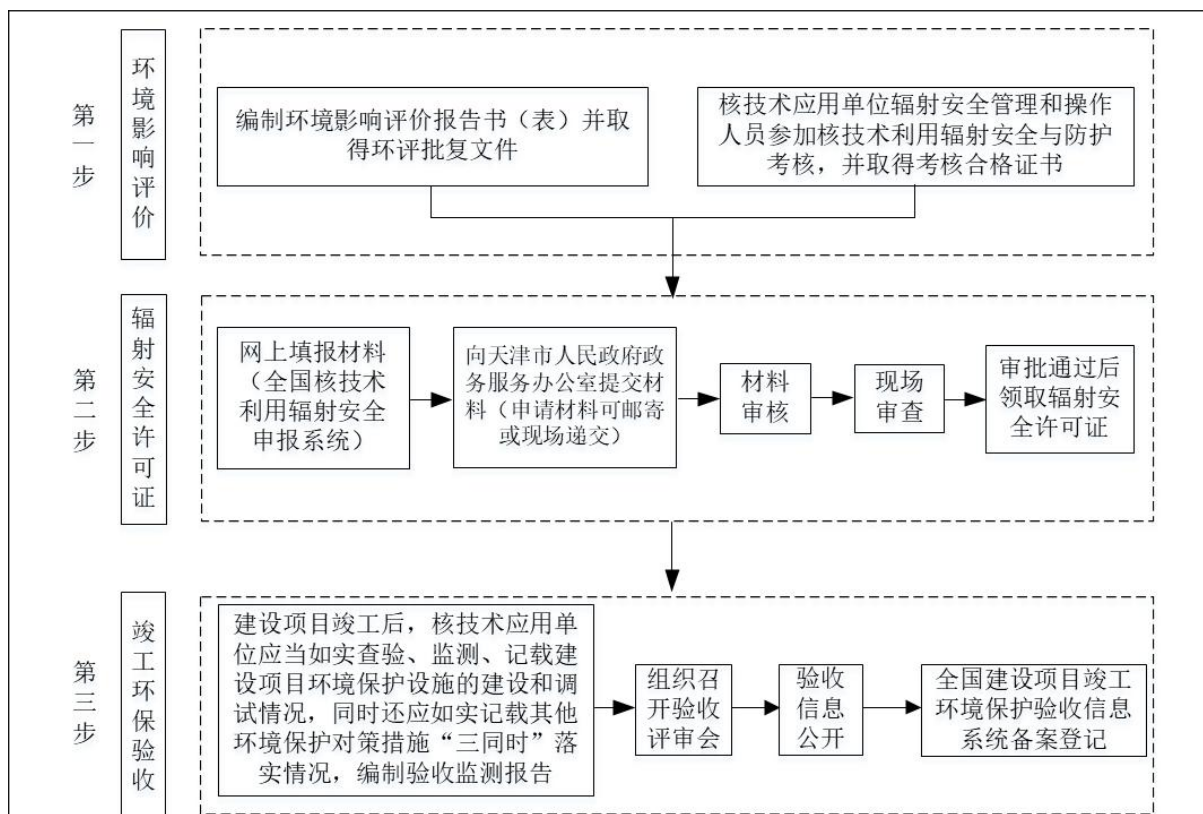 第一步
环境影响评价
编制环境影响评价报告书（表）并取
得环评批复文件
核技术应用单位辐射安全管理和操作
人员参加核技术利用辐射安全与防护
考核，并取得考核合格证书
第二步
辐射安全许可证
网上填报材料
（全国核技术
利用辐射安全
申报系统）
向天津市人民政府政
务服务办公室提交材
料（申请材料可邮寄
或现场递交）
材料
审核
现场
审查
审批通过后
领取辐射安
全许可证
第三步
竣工环保验收
建设项目竣工后，核技术应用单
位应当如实查验、监测、记载建
设项目环境保护设施的建设和调
试情况，同时还应如实记载其他
环境保护对策措施“三同时”落
实情况，编制验收监测报告
组织召
开验收
评审会
验收
信息
公开
全国建设项目竣工
环境保护验收信息
系统备案登记